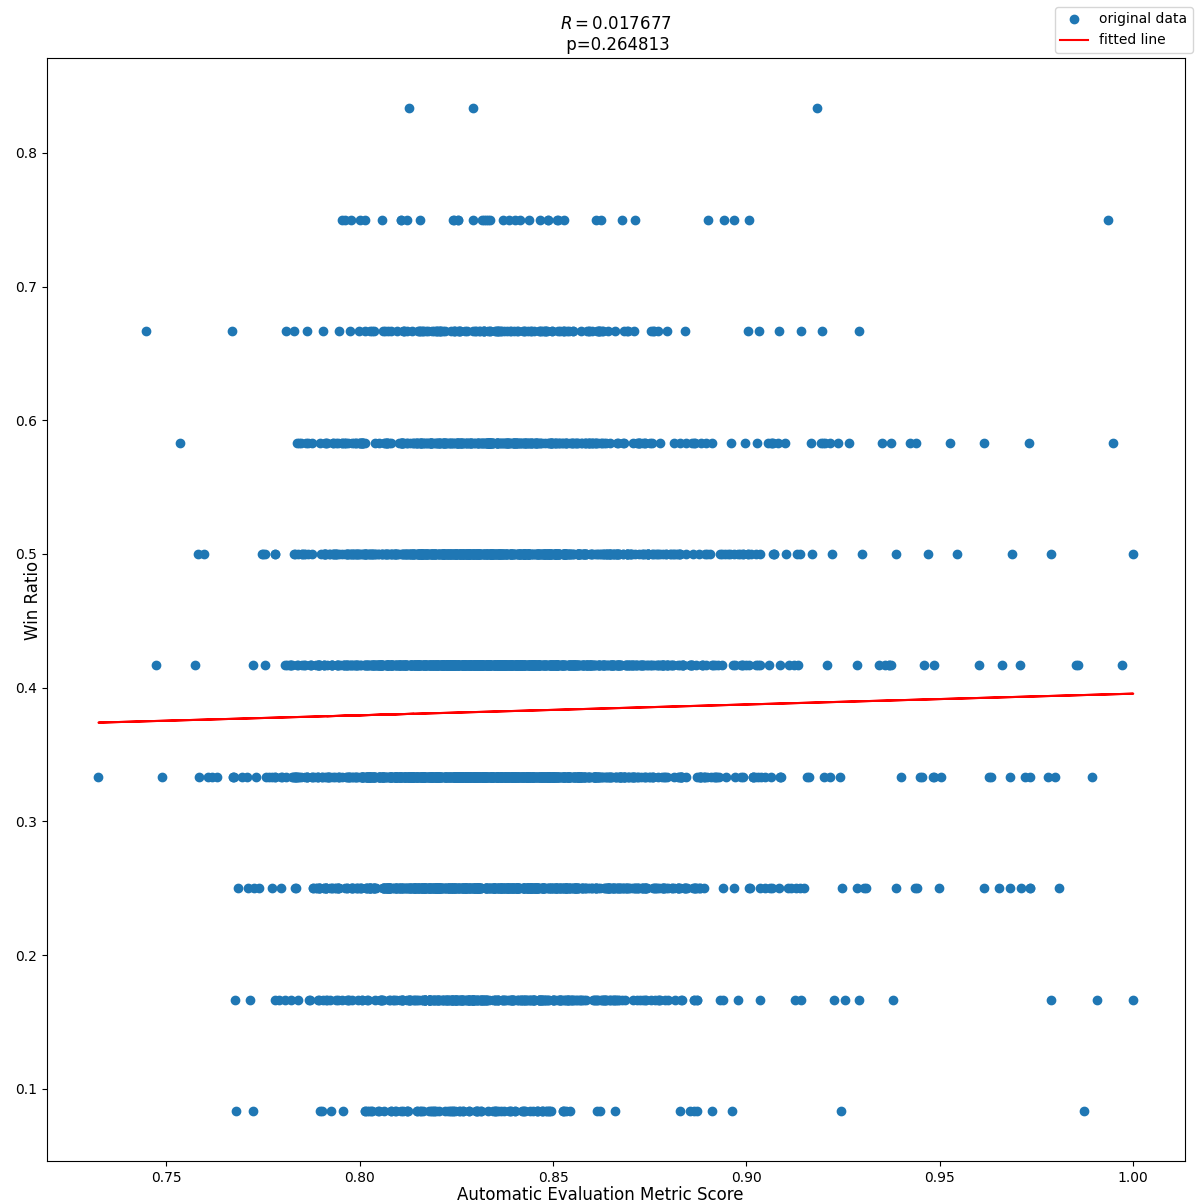 R = 0.017677
p=0.264813
original data
fitted line
0.8
0.7
0.6
0.5
0.4
0.3
0.2
0.1
Win Ratio
0.75 0.80 0.85 0.90 0.95 1.00
Automatic Evaluation Metric Score